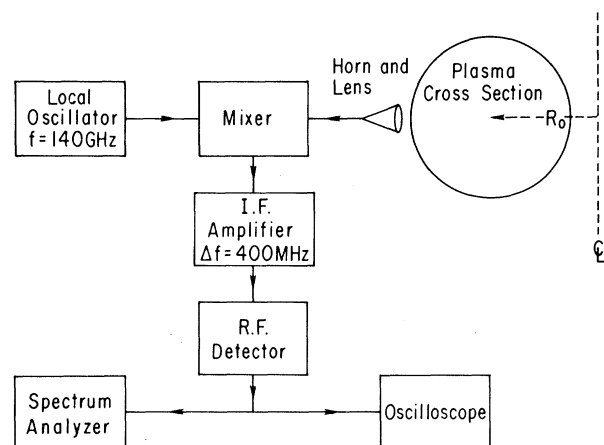 Local
Oscillator
f=140GHz
Mixer
Horn and
Lens
Plasma
Cross Section
R₀
I.F.
Amplifier
Δf=400MHz
℄
R.F.
Detector
Spectrum
Analyzer
Oscilloscope